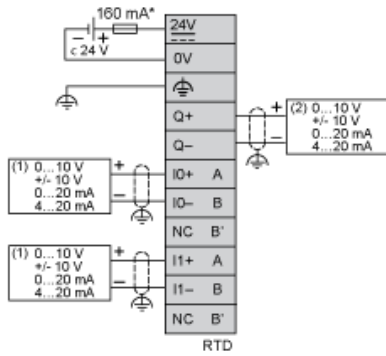 160 mA*
c 24 V
24V
0V
Q+
Q–
(2) 0...10 V
+/- 10 V
0...20 mA
4...20 mA
(1) 0...10 V
+/- 10 V
0...20 mA
4...20 mA
I0+ A
I0– B
NC B'
(1) 0...10 V
+/- 10 V
0...20 mA
4...20 mA
I1+ A
I1– B
NC B'
RTD